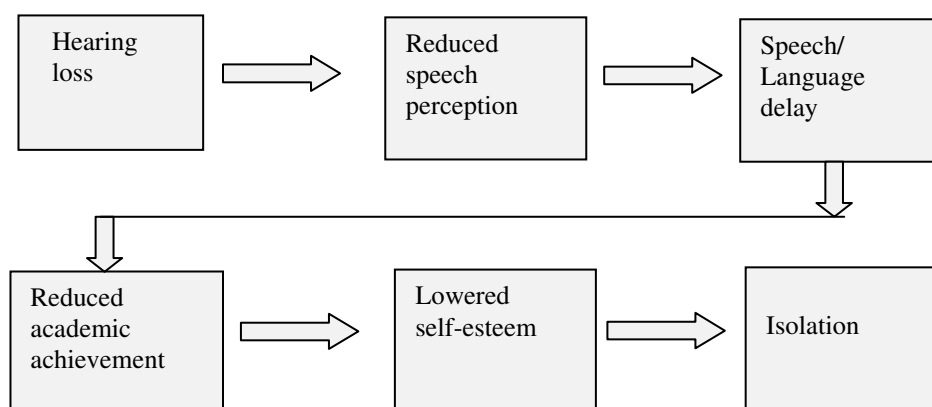 Hearing
loss
Reduced
speech
perception
Speech/
Language
delay
Reduced
academic
achievement
Lowered
self-esteem
Isolation